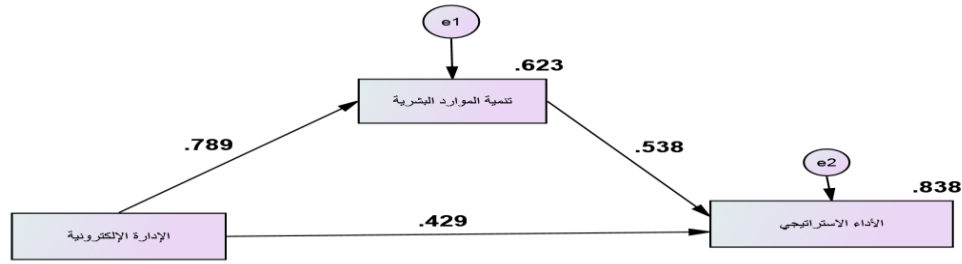 e1
.623
تنمية الموارد البشرية
.789
.538
e2
.838
.429
الأداء الاستراتيجي
الإدارة الإلكترونية